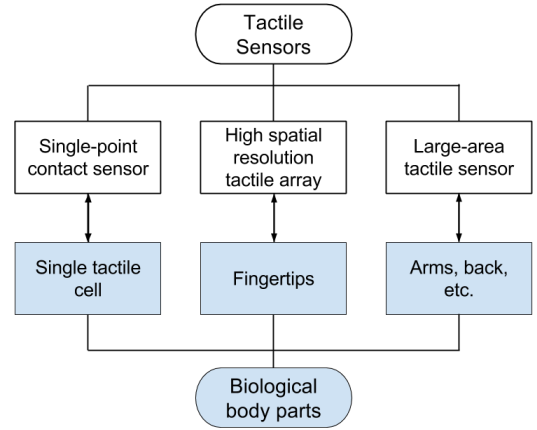 Tactile
Sensors
Single-point
contact sensor
High spatial
resolution
tactile array
Large-area
tactile sensor
Single tactile
cell
Fingertips
Arms, back,
etc.
Biological
body parts